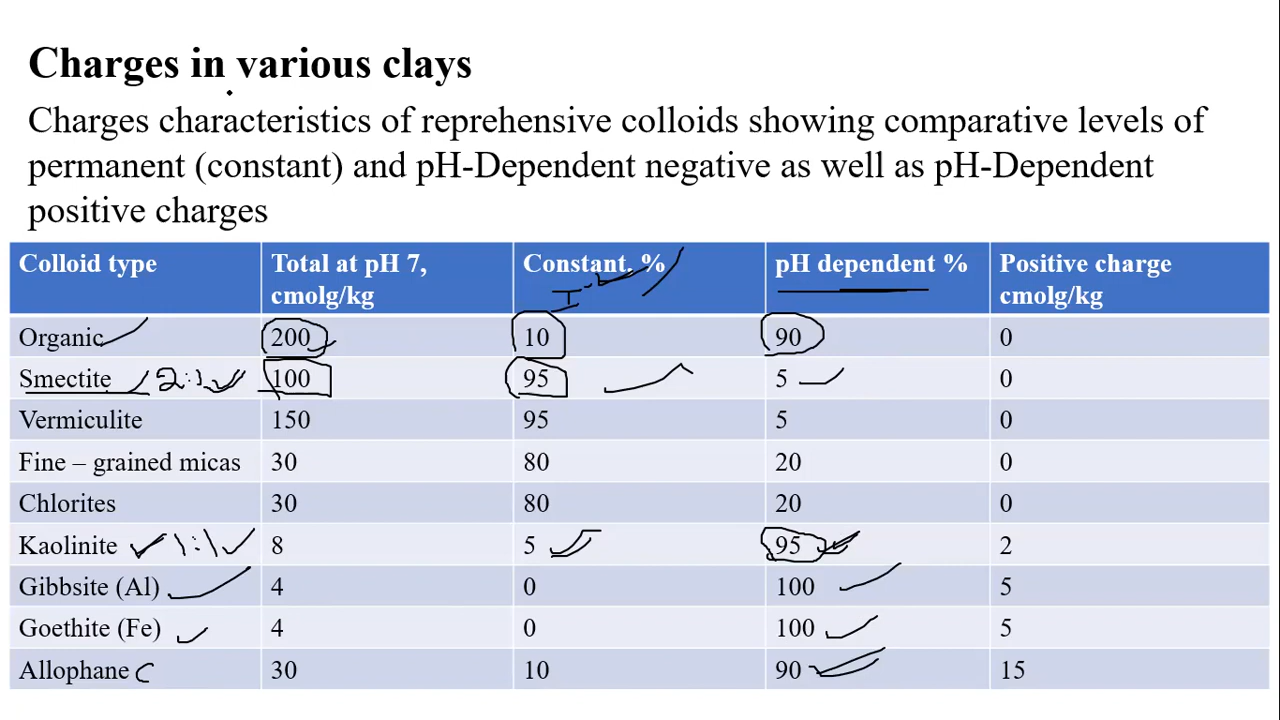 Charges in various clays
Charges characteristics of reprehensive colloids showing comparative levels of
permanent (constant) and pH-Dependent negative as well as pH-Dependent
positive charges
Colloid type Total at pH 7, cmolg/kg Constant, % pH dependent % Positive charge cmolg/kg
Organic 200 10 90 0
Smectite 2:1 100 95 5 0
Vermiculite 150 95 5 0
Fine – grained micas 30 80 20 0
Chlorites 30 80 20 0
Kaolinite 1:1 8 5 95 2
Gibbsite (Al) 4 0 100 5
Goethite (Fe) 4 0 100 5
Allophane 30 10 90 15